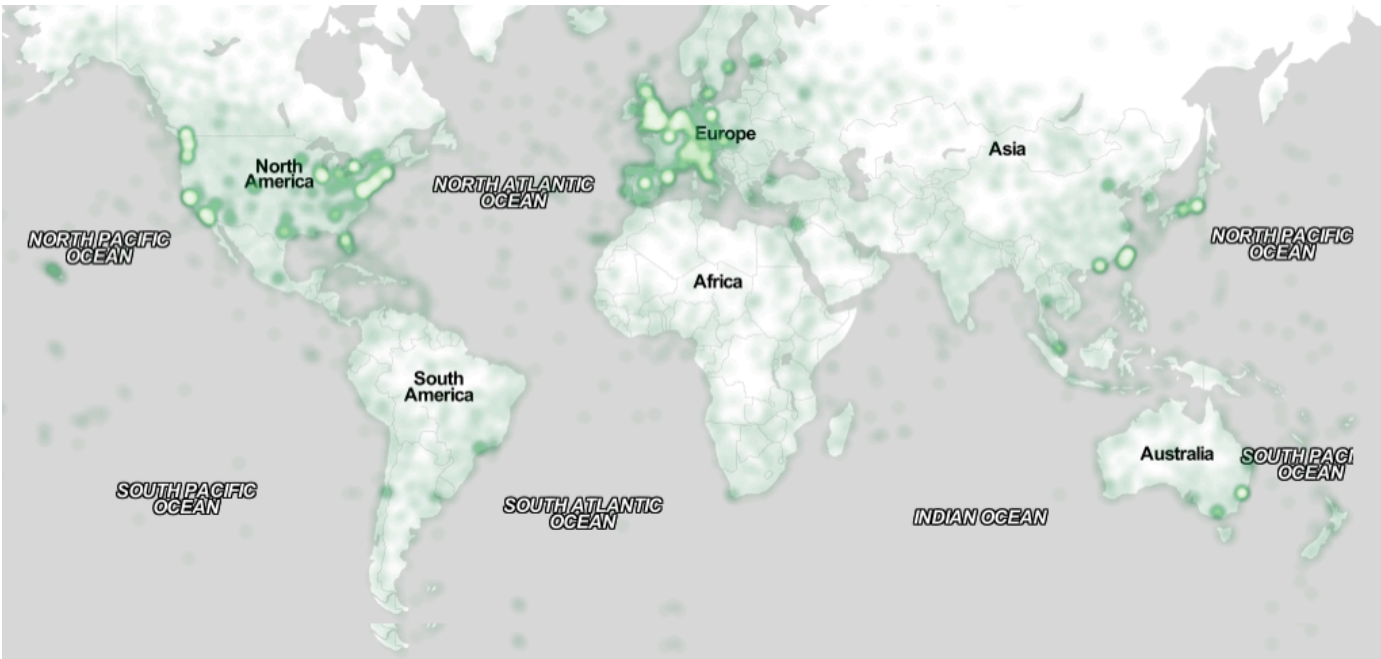 Europe
Asia
North
America
NORTH ATLANTIC
OCEAN
NORTH PACIFIC
OCEAN
NORTH PACIFIC
OCEAN
Africa
South
America
Australia
SOUTH PACI
OCEAN
SOUTH PACIFIC
OCEAN
SOUTH ATLANTIC
OCEAN
INDIAN OCEAN